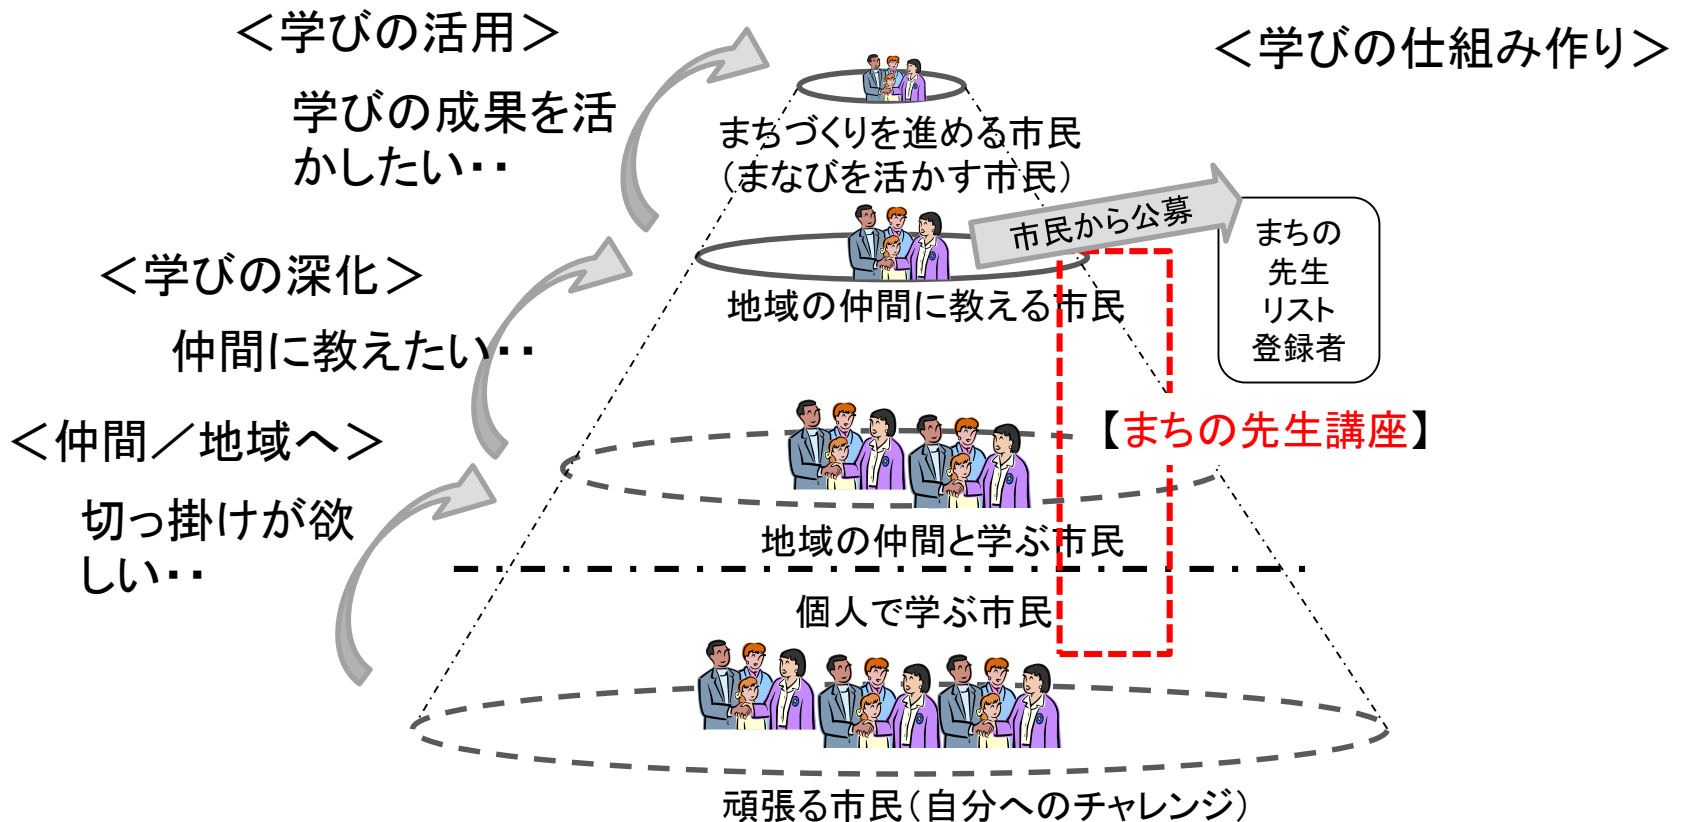 ＜学びの活用＞
学びの成果を活
かしたい・・
＜学びの仕組み作り＞
まちづくりを進める市民
（まなびを活かす市民）
市民から公募
まちの
先生
リスト
登録者
＜学びの深化＞
仲間に教えたい・・
地域の仲間に教える市民
＜仲間／地域へ＞
切っ掛けが欲
しい・・
【まちの先生講座】
地域の仲間と学ぶ市民
個人で学ぶ市民
頑張る市民（自分へのチャレンジ）